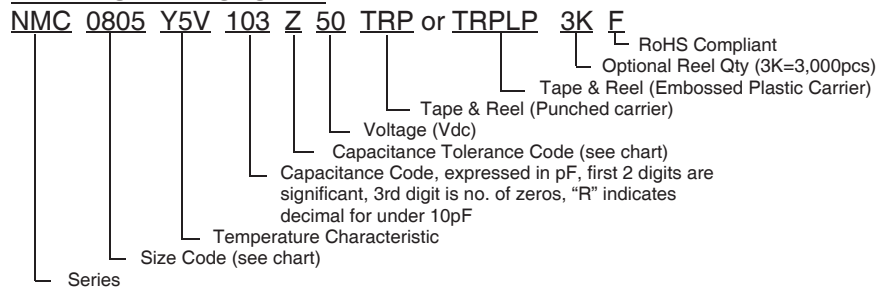 NMC 0805 Y5V 103 Z 50 TRP or TRPLP 3K F
RoHS Compliant
Optional Reel Qty (3K=3,000pcs)
Tape & Reel (Embossed Plastic Carrier)
Tape & Reel (Punched carrier)
Voltage (Vdc)
Capacitance Tolerance Code (see chart)
Capacitance Code, expressed in pF, first 2 digits are
significant, 3rd digit is no. of zeros, “R” indicates
decimal for under 10pF
Temperature Characteristic
Size Code (see chart)
Series